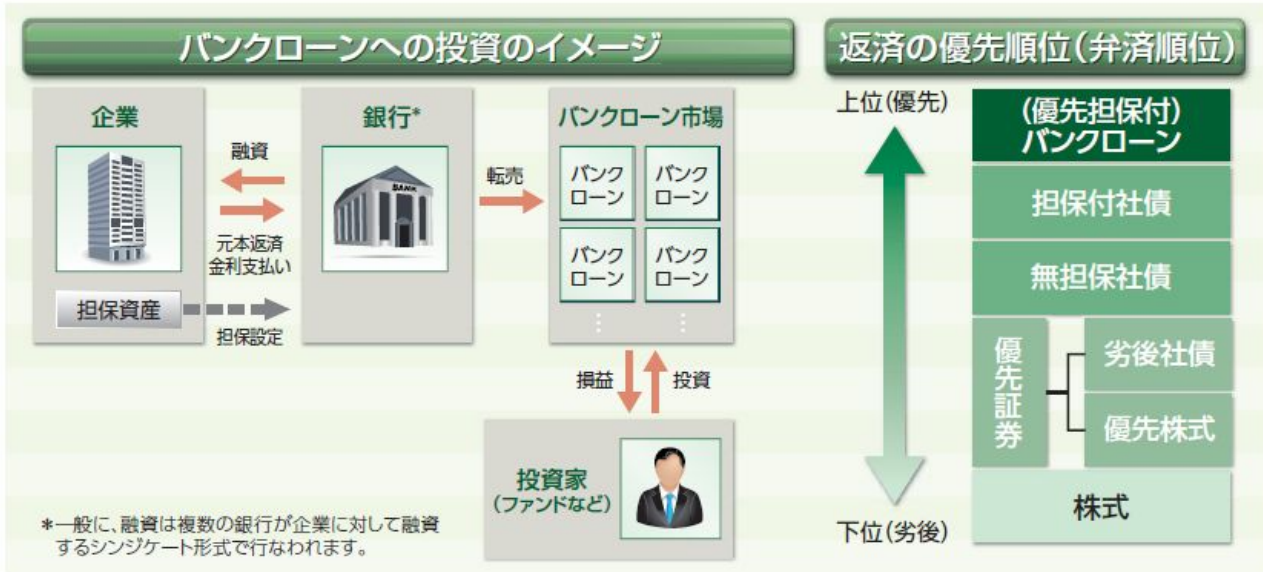 バンクローンへの投資のイメージ
企業
銀行*
バンクローン市場
融資
元本返済
金利支払い
担保資産
担保設定
BANK
転売
バンク
ローン
バンク
ローン
バンク
ローン
バンク
ローン
⋮
⋮
損益
投資
投資家
(ファンドなど)
*一般に、融資は複数の銀行が企業に対して融資
するシンジケート形式で行なわれます。
返済の優先順位(弁済順位)
上位(優先)
下位(劣後)
(優先担保付)
バンクローン
担保付社債
無担保社債
優先証券
劣後社債
優先株式
株式